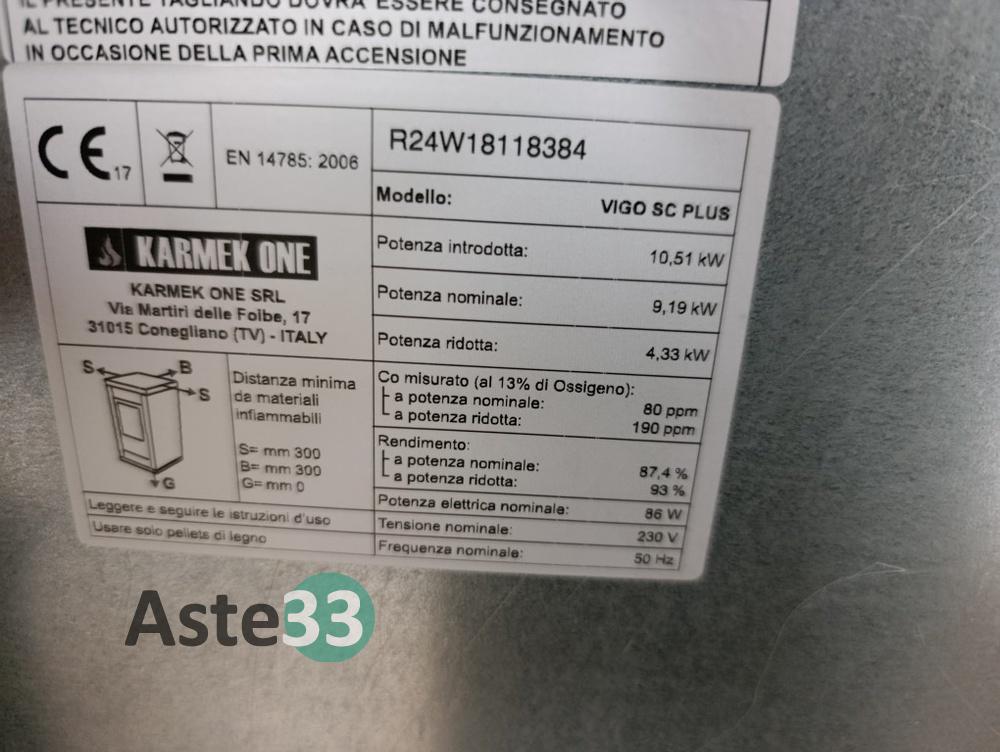 IL PRESENTE TAGLIANDO DOVRÀ ESSERE CONSEGNATO
AL TECNICO AUTORIZZATO IN CASO DI MALFUNZIONAMENTO
IN OCCASIONE DELLA PRIMA ACCENSIONE
CE 17
EN 14785: 2006
R24W18118384
Modello: VIGO SC PLUS
KARMEK ONE
KARMEK ONE SRL
Via Martiri delle Foibe, 17
31015 Conegliano (TV) - ITALY
Potenza introdotta: 10,51 kW
Potenza nominale: 9,19 kW
Potenza ridotta: 4,33 kW
S
B
S
G
Distanza minima
da materiali
infiammabili
S= mm 300
B= mm 300
G= mm 0
Co misurato (al 13% di Ossigeno):
a potenza nominale: 80 ppm
a potenza ridotta: 190 ppm
Rendimento:
a potenza nominale: 87,4 %
a potenza ridotta: 93 %
Potenza elettrica nominale: 86 W
Tensione nominale: 230 V
Frequenza nominale: 50 Hz
Leggere e seguire le istruzioni d'uso
Usare solo pellets di legno
Aste33